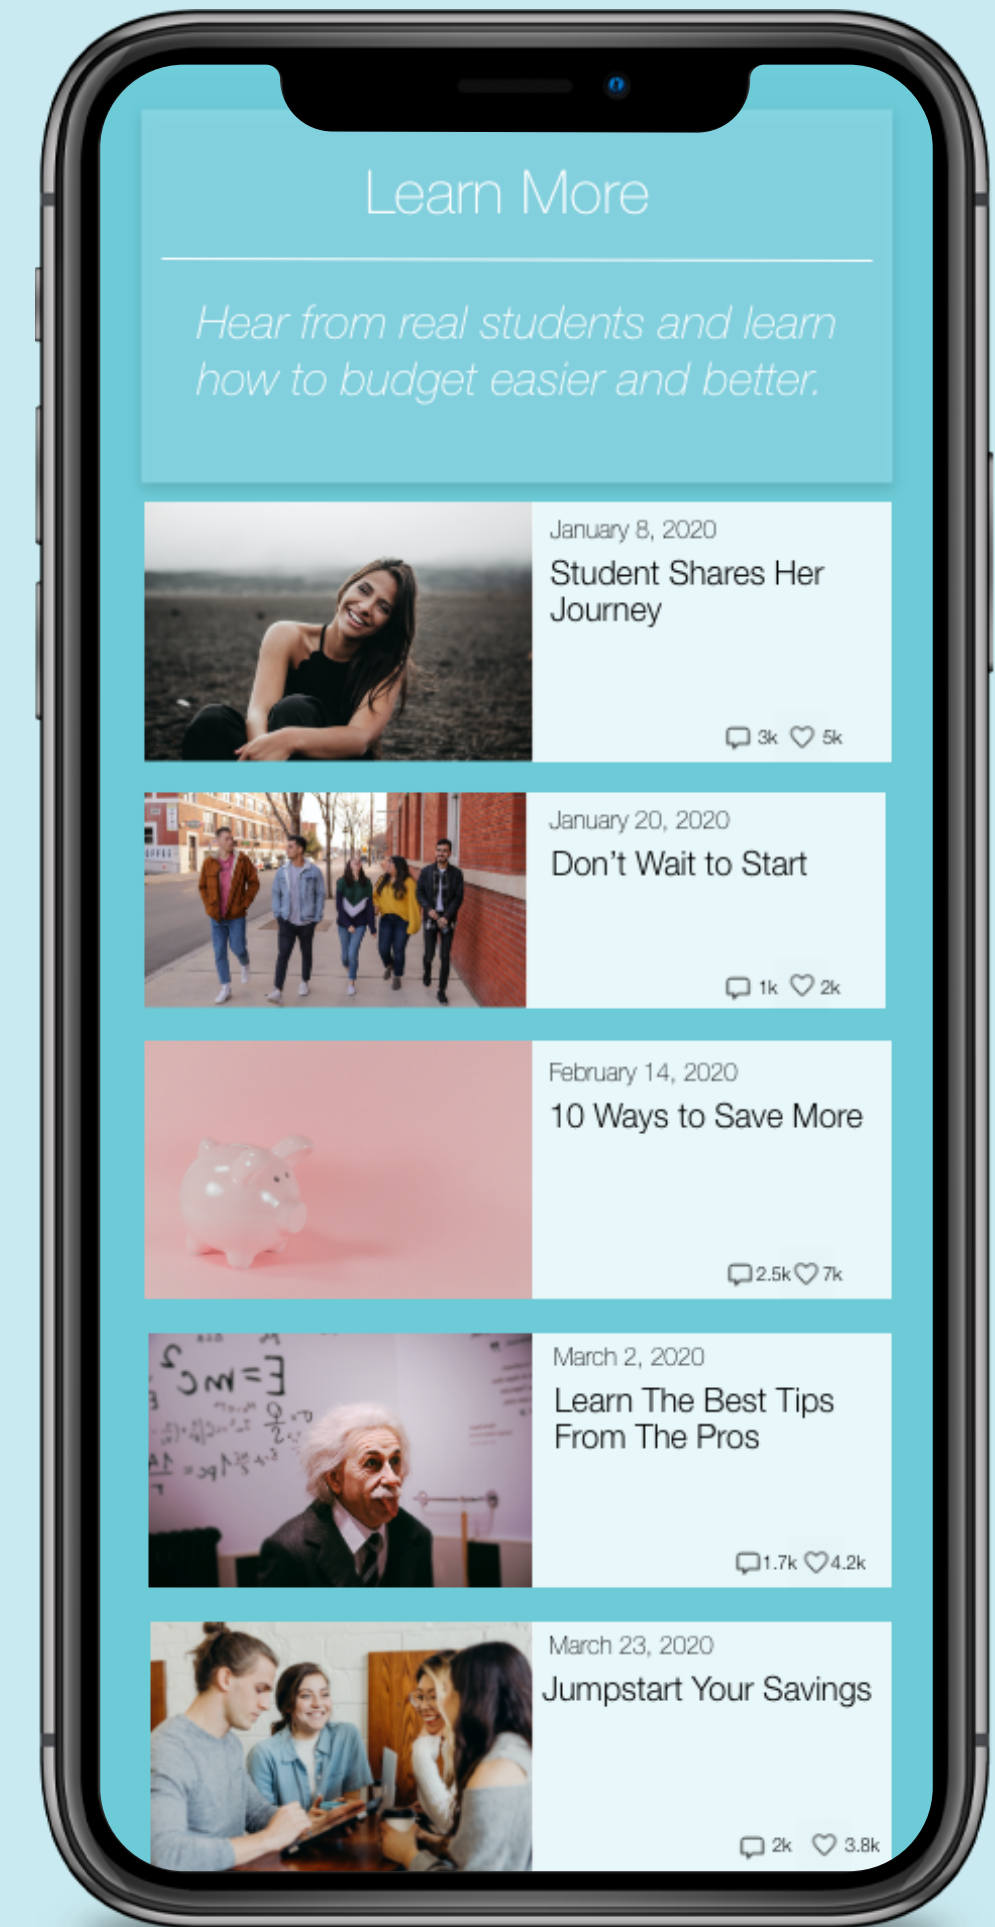 Learn More
Hear from real students and learn
how to budget easier and better.
January 8, 2020
Student Shares Her
Journey
3k 5k
January 20, 2020
Don't Wait to Start
1k 2k
February 14, 2020
10 Ways to Save More
2.5k 7k
E=mc²
March 2, 2020
Learn The Best Tips
From The Pros
1.7k 4.2k
March 23, 2020
Jumpstart Your Savings
2k 3.8k